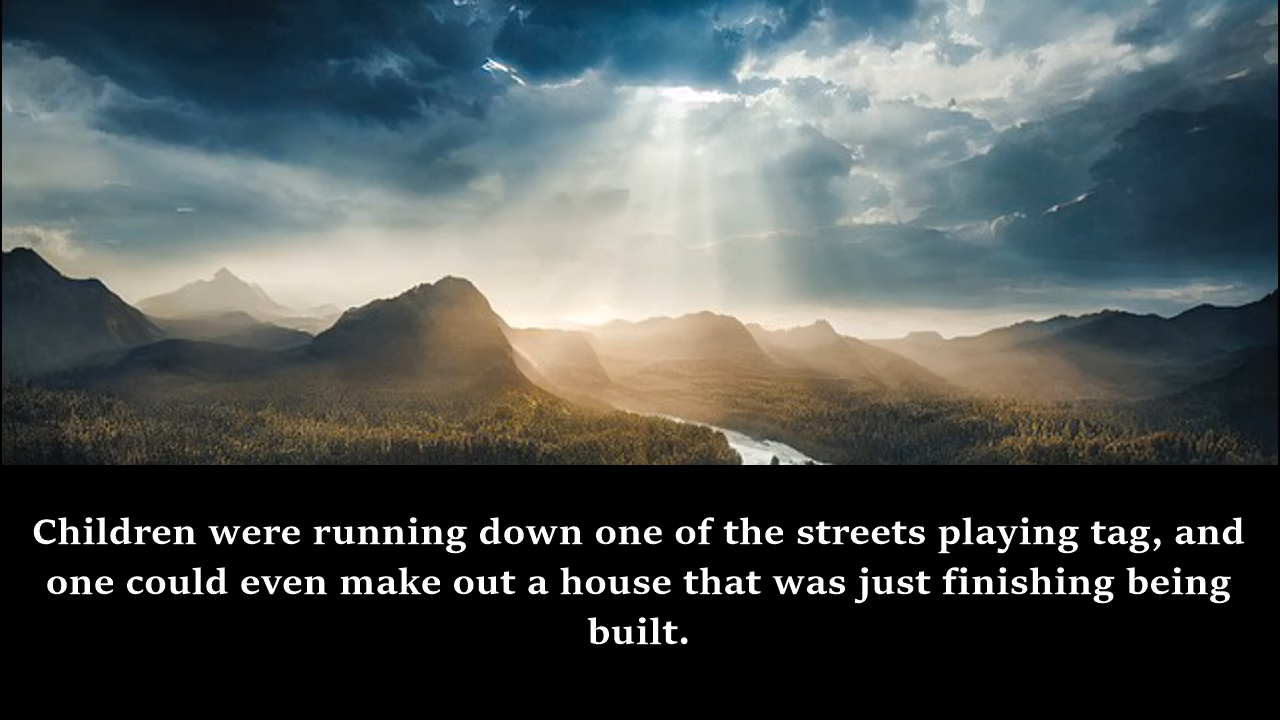 Children were running down one of the streets playing tag, and
one could even make out a house that was just finishing being
built.